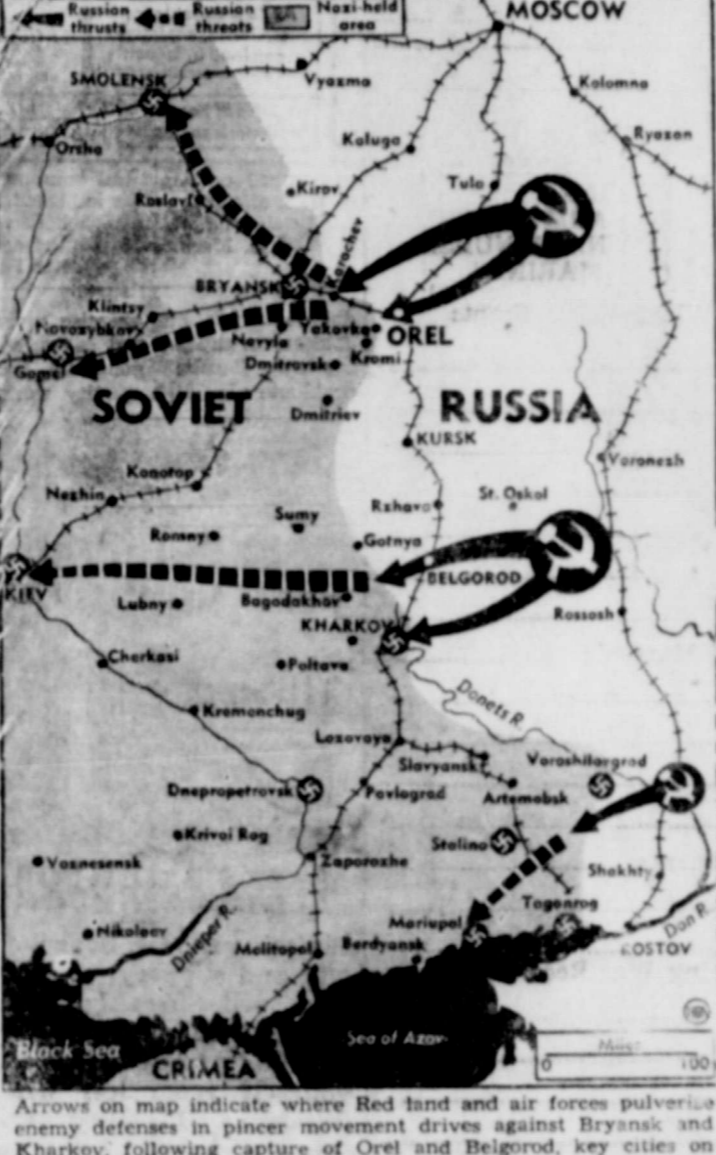 Russian thrusts
Russian threats
Nazi-held area
MOSCOW
SMOLENSK
Vyazma
Kolomna
Orsha
Kaluga
Ryazan
Roslavl
Kirov
Tula
Karachev
BRYANSK
Klintsy
Novozybkov
Navyla
Yakovka
OREL
Gomel
Dmitrovsk
Kromi
SOVIET RUSSIA
Dmitriev
KURSK
Voronezh
Konotop
Nezhin
Rzhava
St. Oskol
Sumy
Romny
Gotnya
BELGOROD
KIEV
Lubny
Bogodukhov
Rossosh
KHARKOV
Cherkasi
Poltava
Donets R.
Kremenchug
Lozovaya
Slavyansk
Voroshilovgrod
Dnepropetrovsk
Pavlograd
Artemobsk
Krivoi Rog
Stalino
Voznesensk
Zaporozhe
Shakhty
Taganrog
Mariupol
Don R.
Nikolaev
Dnieper R.
Melitopol
Berdyansk
ROSTOV
Black Sea
Sea of Azov
CRIMEA
Miles
0 100
Arrows on map indicate where Red land and air forces pulverize
enemy defenses in pincer movement drives against Bryansk and
Kharkov, following capture of Orel and Belgorod, key cities on